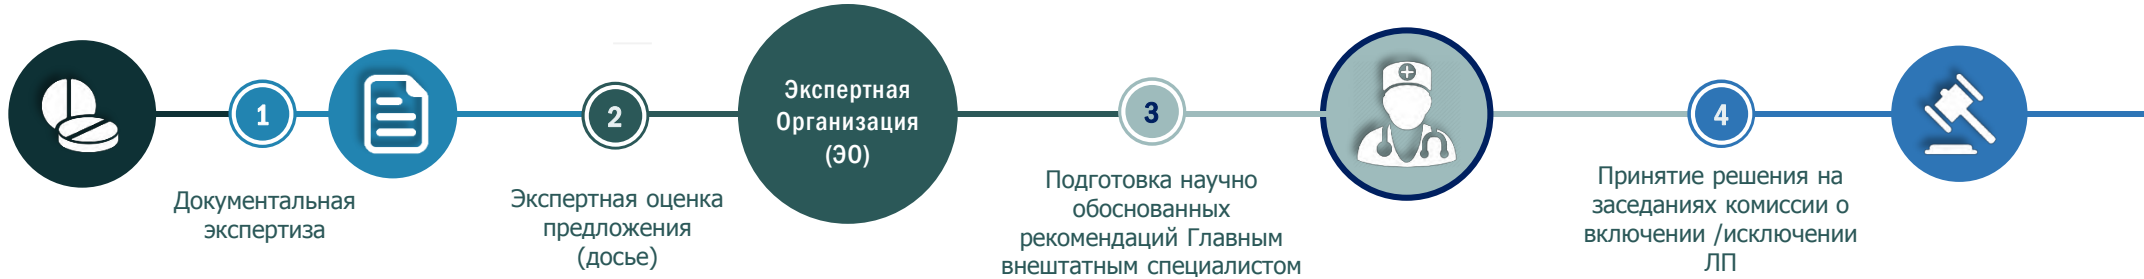 1
Документальная
экспертиза
2
Экспертная оценка
предложения
(досье)
Экспертная
Организация
(ЭО)
3
Подготовка научно
обоснованных
рекомендаций Главным
внештатным специалистом
4
Принятие решения на
заседаниях комиссии о
включении /исключении
ЛП